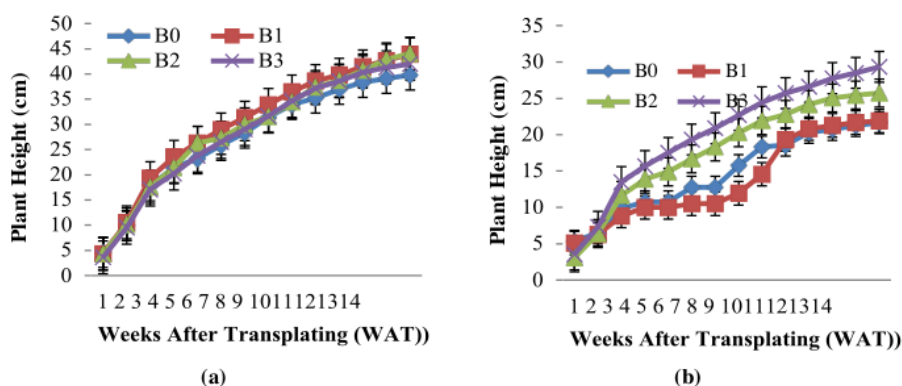 50
45
40
35
30
25
20
15
10
5
0
Plant Height (cm)
B0 B1
B2 B3
1 2 3 4 5 6 7 8 9 1011121314
Weeks After Transplating (WAT))
(a)
35
30
25
20
15
10
5
0
Plant Height (cm)
B0 B1
B2 B3
1 2 3 4 5 6 7 8 9 1011121314
Weeks After Transplating (WAT))
(b)